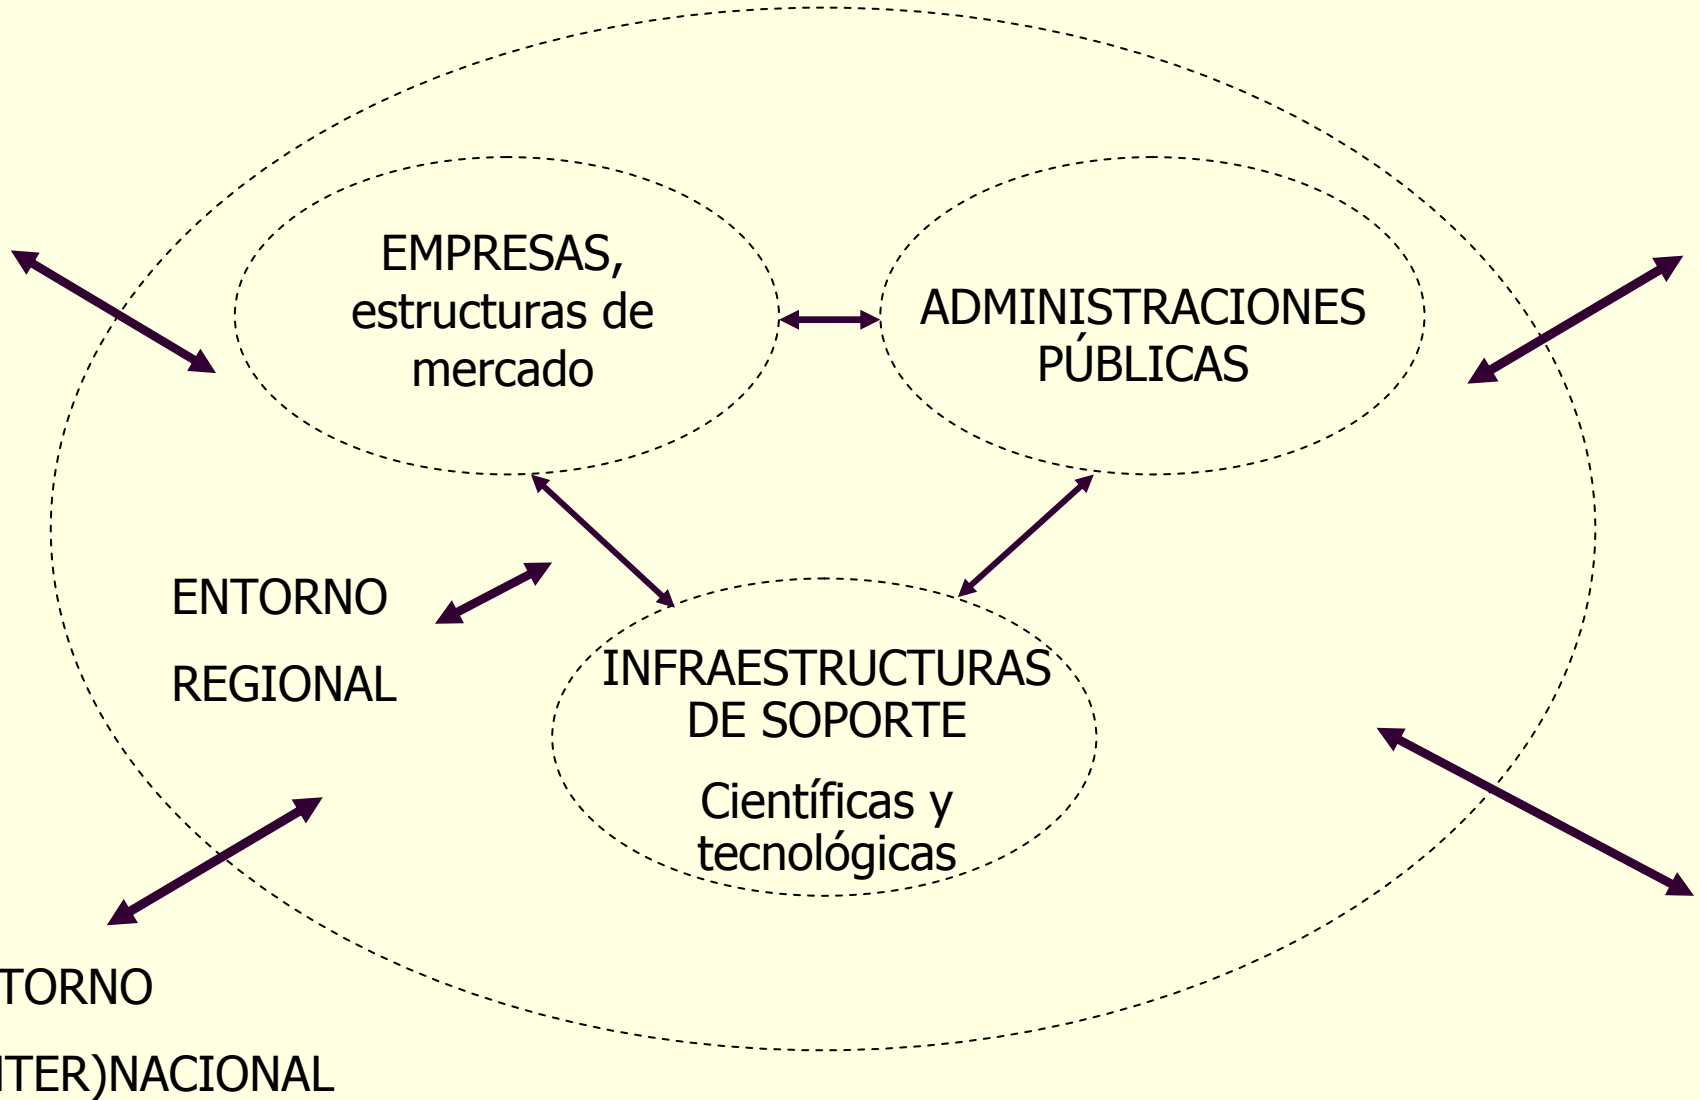 EMPRESAS,
estructuras de
mercado
ADMINISTRACIONES
PÚBLICAS
ENTORNO
REGIONAL
INFRAESTRUCTURAS
DE SOPORTE
Científicas y
tecnológicas
TORNO
TER)NACIONAL